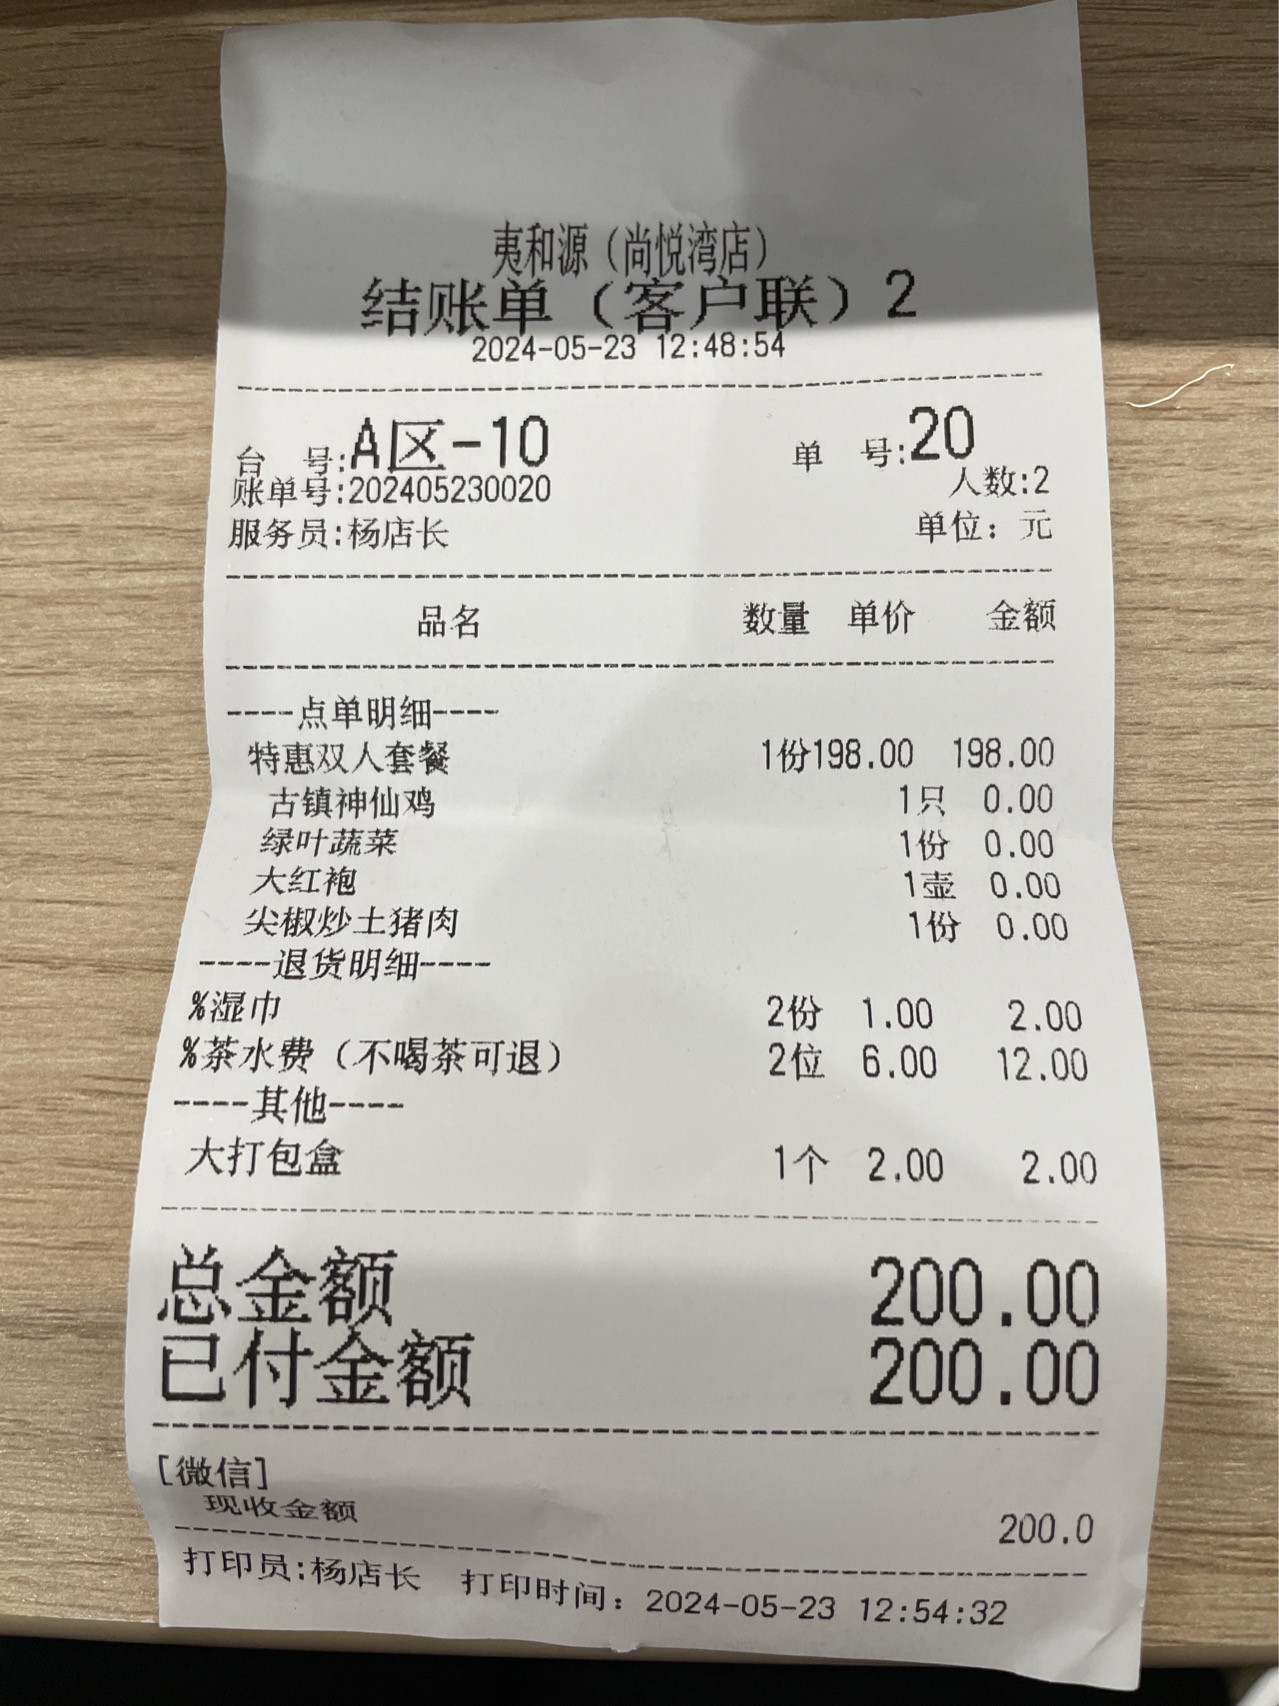 夷和源（尚悦湾店）
结账单（客户联）2
2024-05-23 12:48:54
台 号:A区-10 单 号:20
账单号:202405230020 人数:2
服务员:杨店长 单位：元
品名 数量 单价 金额
----点单明细----
特惠双人套餐 1份198.00 198.00
古镇神仙鸡 1只 0.00
绿叶蔬菜 1份 0.00
大红袍 1壶 0.00
尖椒炒土猪肉 1份 0.00
----退货明细----
%湿巾 2份 1.00 2.00
%茶水费（不喝茶可退） 2位 6.00 12.00
----其他----
大打包盒 1个 2.00 2.00
总金额 200.00
已付金额 200.00
[微信]
现收金额 200.0
打印员:杨店长 打印时间：2024-05-23 12:54:32